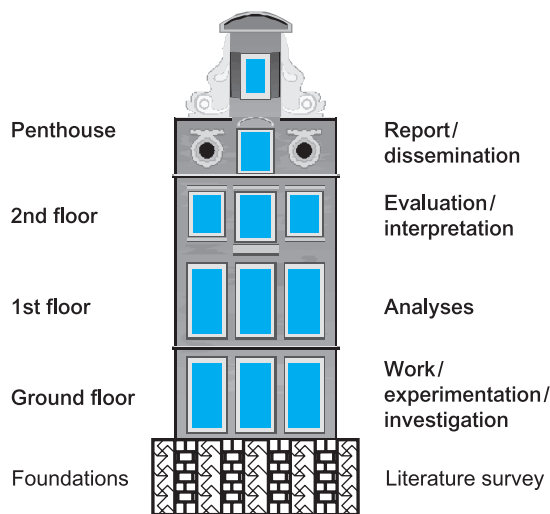 Penthouse
Report/
dissemination
2nd floor
Evaluation/
interpretation
1st floor
Analyses
Ground floor
Work/
experimentation/
investigation
Foundations
Literature survey